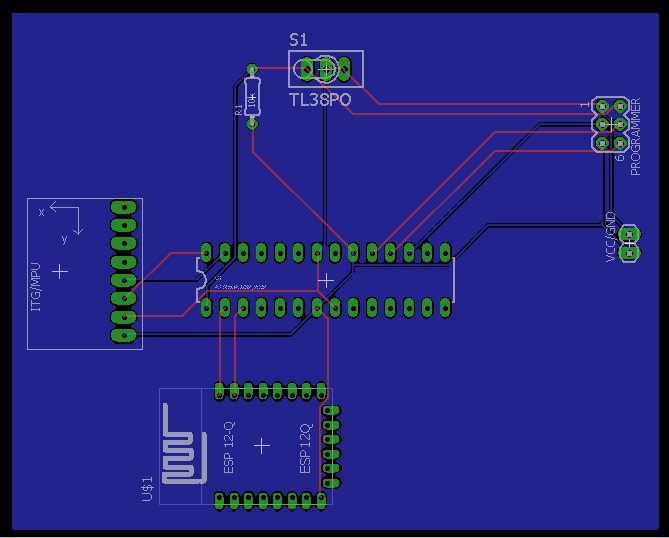 S1
TL38PO
R1
10k
1
PROGRAMMER
6
x
y
ITG/MPU
VCC/GND
ESP 12-Q
ESP12Q
U$1